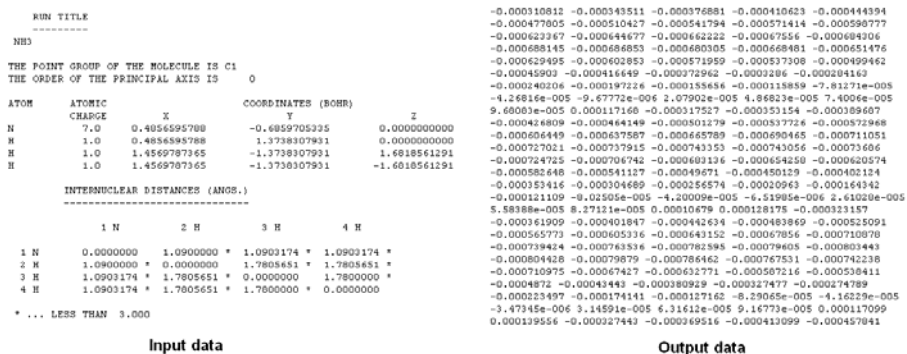 RUN TITLE
---------
NH3
THE POINT GROUP OF THE MOLECULE IS C1
THE ORDER OF THE PRINCIPAL AXIS IS 0
ATOM ATOMIC COORDINATES (BOHR)
CHARGE X Y Z
N 7.0 0.4856595788 -0.6859705335 0.0000000000
H 1.0 0.4856595788 1.3738307931 0.0000000000
H 1.0 1.4569787365 -1.3738307931 1.6818561291
H 1.0 1.4569787365 -1.3738307931 -1.6818561291
INTERNUCLEAR DISTANCES (ANGS.)
------------------------------
1 N 2 H 3 H 4 H
1 N 0.0000000 1.0900000 * 1.0903174 * 1.0903174 *
2 H 1.0900000 * 0.0000000 1.7805651 * 1.7805651 *
3 H 1.0903174 * 1.7805651 * 0.0000000 1.7800000 *
4 H 1.0903174 * 1.7805651 * 1.7800000 * 0.0000000
* ... LESS THAN 3.000
Input data
-0.000310812 -0.000343511 -0.000376881 -0.000410623 -0.000444394
-0.000477805 -0.000510427 -0.000541794 -0.000571414 -0.000598777
-0.000623367 -0.000644677 -0.000662222 -0.00067556 -0.000684306
-0.000688145 -0.000686853 -0.000680305 -0.000668481 -0.000651476
-0.000629495 -0.000602853 -0.000571959 -0.000537308 -0.000499462
-0.00045903 -0.000416649 -0.000372962 -0.0003286 -0.000284163
-0.000240206 -0.000197226 -0.000155656 -0.000115859 -7.81271e-005
-4.26816e-005 -9.67772e-006 2.07902e-005 4.86823e-005 7.4006e-005
9.68083e-005 0.000117168 -0.00031727 -0.000353154 -0.000389687
-0.000426809 -0.000464149 -0.000501279 -0.000537726 -0.000572968
-0.000606449 -0.000637587 -0.000665789 -0.000690465 -0.000711051
-0.000727021 -0.000737915 -0.000743353 -0.000743056 -0.00073686
-0.000724725 -0.000706742 -0.000683136 -0.000654258 -0.000620574
-0.000582648 -0.000541127 -0.00049671 -0.000450129 -0.000402124
-0.000353416 -0.000304689 -0.000256574 -0.00020963 -0.000164342
-0.000121109 -8.02505e-005 -4.20009e-005 -6.51985e-006 2.61028e-005
5.58388e-005 8.27121e-005 0.00010679 0.000128175 -0.000323157
-0.000361909 -0.000401847 -0.000442634 -0.000483869 -0.000525091
-0.000565773 -0.000605336 -0.000643152 -0.00067856 -0.000710878
-0.000739424 -0.000763536 -0.000782595 -0.00079605 -0.000803443
-0.000804428 -0.00079879 -0.000786462 -0.000767531 -0.000742238
-0.000710975 -0.00067427 -0.000632771 -0.000587216 -0.000538411
-0.0004872 -0.00043443 -0.000380929 -0.000327477 -0.000274789
-0.000223497 -0.000174141 -0.000127162 -8.29065e-005 -4.16229e-005
-3.47345e-006 3.14591e-005 6.31612e-005 9.16773e-005 0.000117099
0.000139556 -0.000327443 -0.000369516 -0.000413099 -0.000457841
Output data